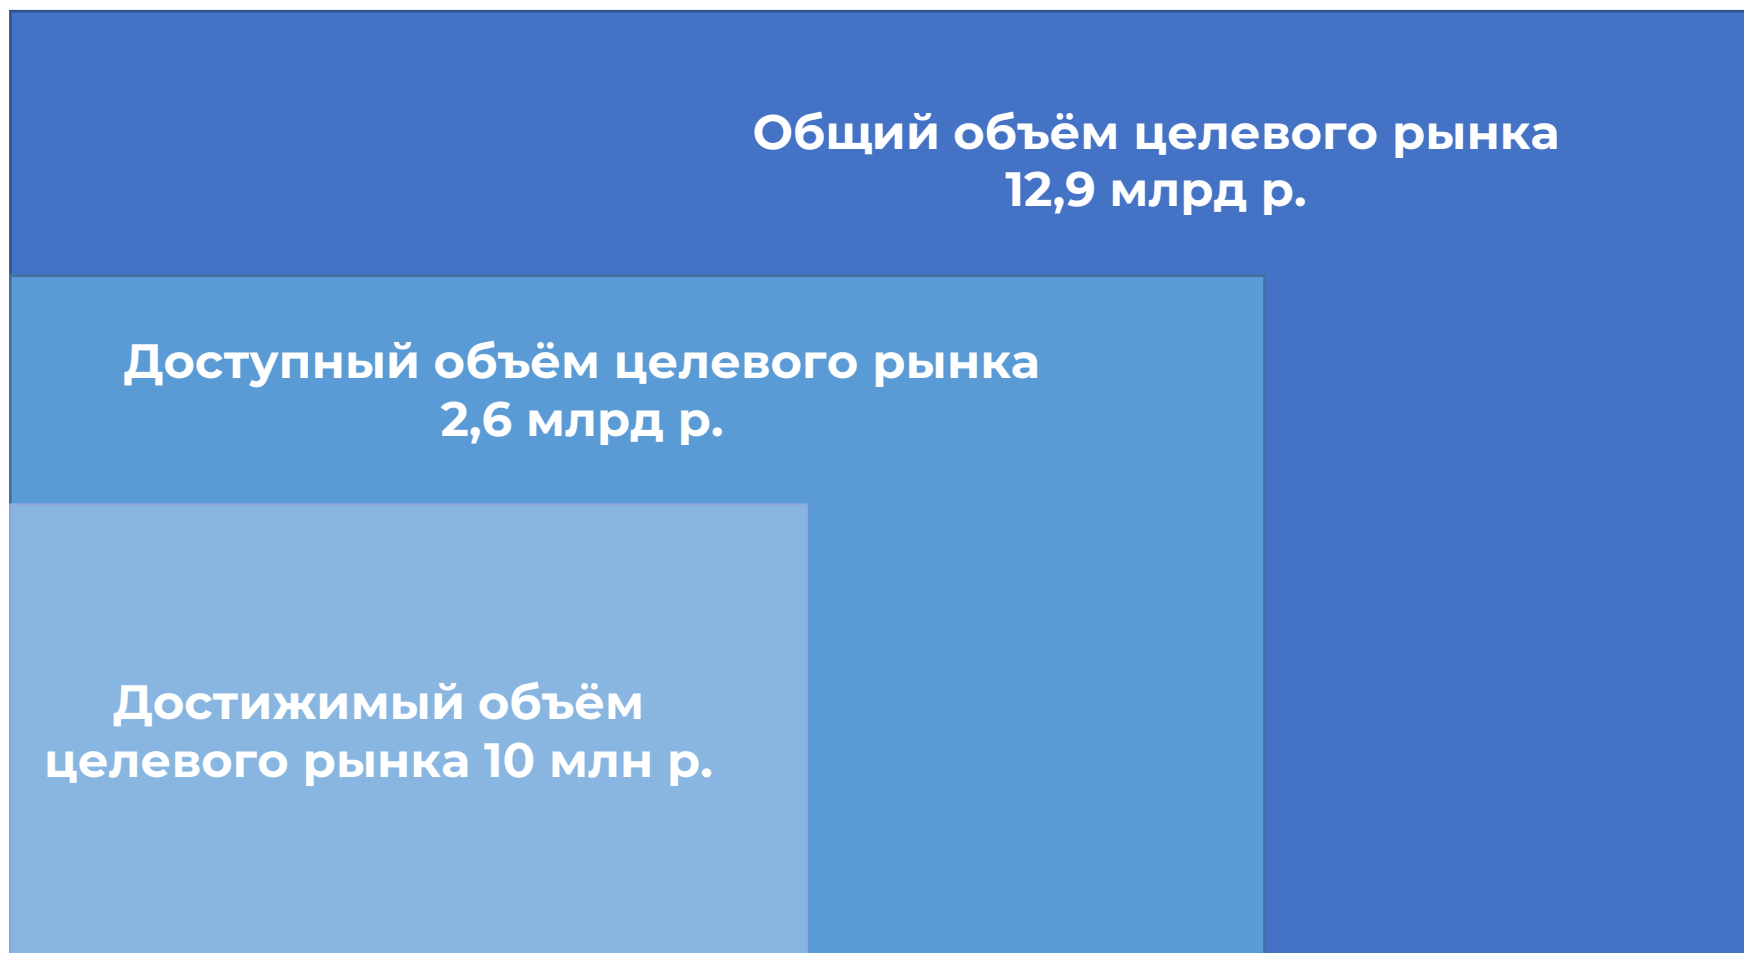 Общий объём целевого рынка
12,9 млрд р.
Доступный объём целевого рынка
2,6 млрд р.
Достижимый объём
целевого рынка 10 млн р.